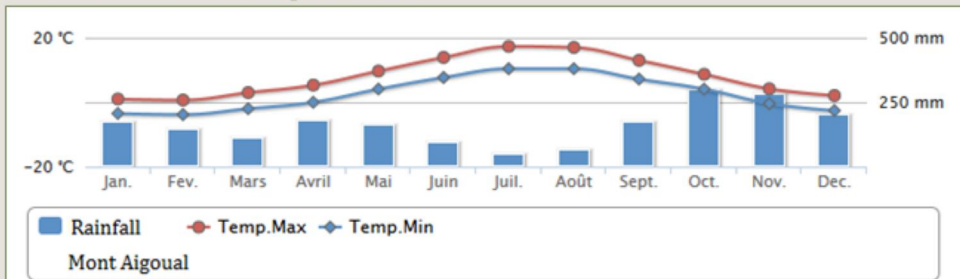 20 °C 500 mm
250 mm
-20 °C
Jan. Fev. Mars Avril Mai Juin Juil. Août Sept. Oct. Nov. Dec.
Rainfall Temp.Max Temp.Min
Mont Aigoual